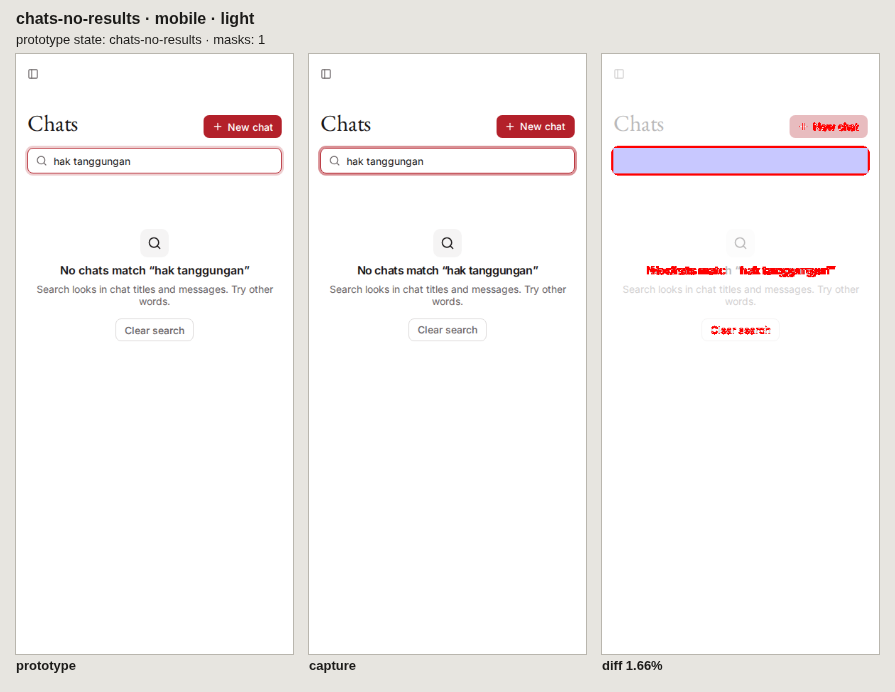 chats-no-results · mobile · light
prototype state: chats-no-results · masks: 1
Chats
+ New chat
hak tanggungan
No chats match “hak tanggungan”
Search looks in chat titles and messages. Try other
words.
Clear search
prototype
Chats
+ New chat
hak tanggungan
No chats match “hak tanggungan”
Search looks in chat titles and messages. Try other
words.
Clear search
capture
Chats
Search looks in chat titles and messages. Try other
words.
diff 1.66%